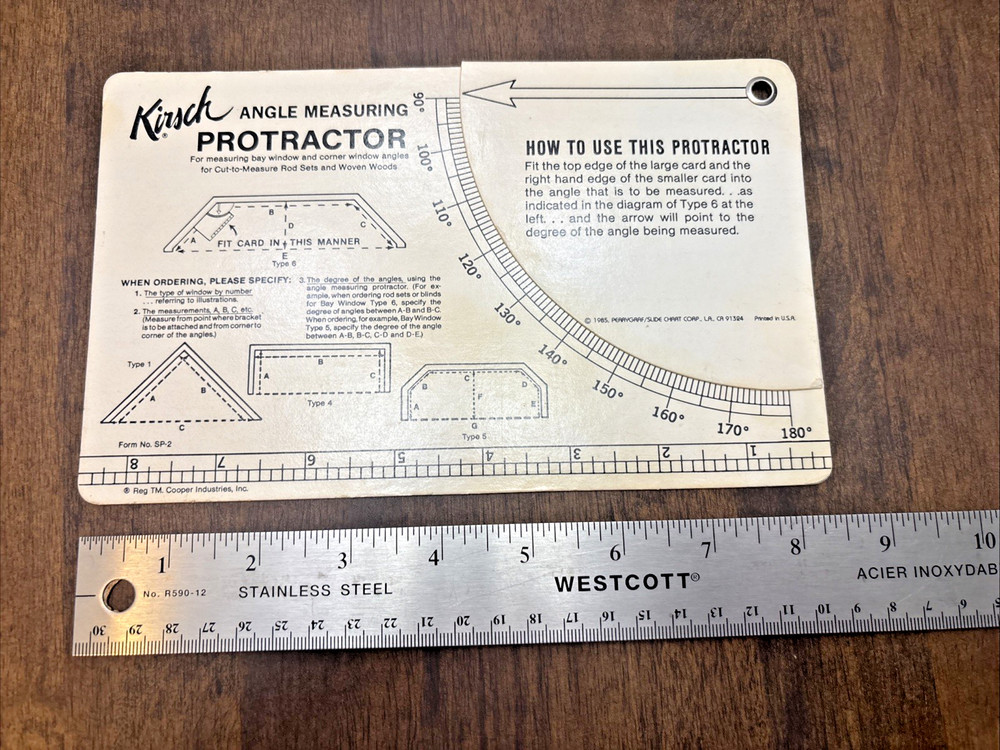 Kirsch ®
ANGLE MEASURING
PROTRACTOR
For measuring bay window and corner window angles
for Cut-to-Measure Rod Sets and Woven Woods
A B C D
FIT CARD IN THIS MANNER
E
Type 6
WHEN ORDERING, PLEASE SPECIFY:
1. The type of window by number
. . . referring to illustrations.
2. The measurements, A, B, C, etc.
(Measure from point where bracket
is to be attached and from corner to
corner of the angles.)
3. The degree of the angles, using the
angle measuring protractor. (For ex-
ample, when ordering rod sets or blinds
for Bay Window Type 6, specify the
degree of angles between A-B and B-C.
When ordering, for example, Bay Window
Type 5, specify the degree of the angle
between A-B, B-C, C-D and D-E.)
Type 1
A B
C
A B C
Type 4
A B C D E F
G
Type 5
Form No. SP-2
90°
100°
110°
120°
130°
140°
150°
160°
170°
180°
HOW TO USE THIS PROTRACTOR
Fit the top edge of the large card and the
right hand edge of the smaller card into
the angle that is to be measured. . .as
indicated in the diagram of Type 6 at the
left. . . and the arrow will point to the
degree of the angle being measured.
© 1985, PERRYGRAF/SLIDE CHART CORP., L.A., CA 91324 Printed in U.S.A.
8 7 6 5 4 3 2 1
® Reg TM. Cooper Industries, Inc.
1 2 3 4 5 6 7 8 9 10
No. R590-12 STAINLESS STEEL WESTCOTT® ACIER INOXYDAB
30 29 28 27 26 25 24 23 22 21 20 19 18 17 16 15 14 13 12 11 10 9 8 7 6